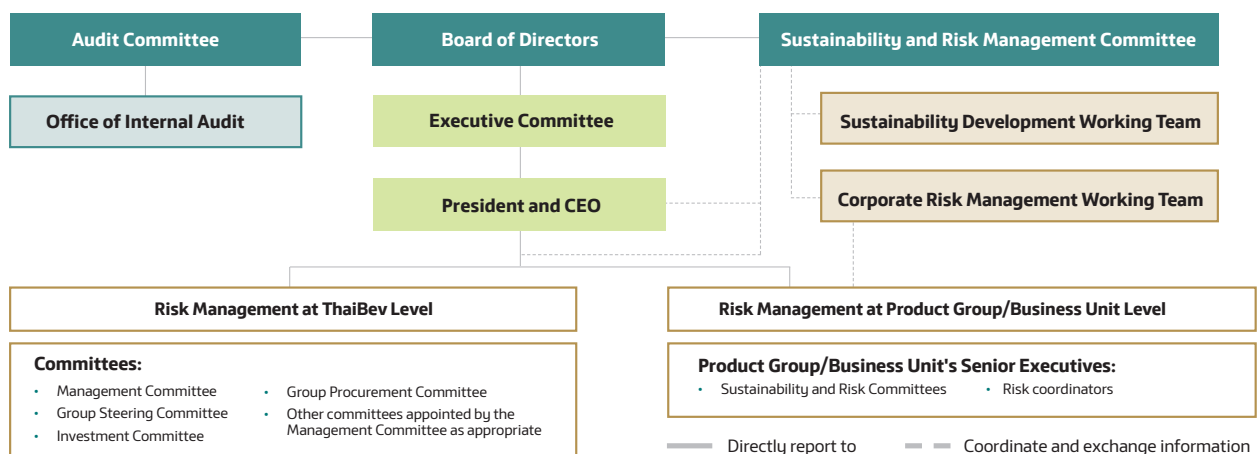 Audit Committee
Board of Directors
Sustainability and Risk Management Committee
Office of Internal Audit
Executive Committee
Sustainability Development Working Team
President and CEO
Corporate Risk Management Working Team
Risk Management at ThaiBev Level
Risk Management at Product Group/Business Unit Level
Committees:
• Management Committee
• Group Steering Committee
• Investment Committee
• Group Procurement Committee
• Other committees appointed by the
Management Committee as appropriate
Product Group/Business Unit's Senior Executives:
• Sustainability and Risk Committees
• Risk coordinators
Directly report to
Coordinate and exchange information